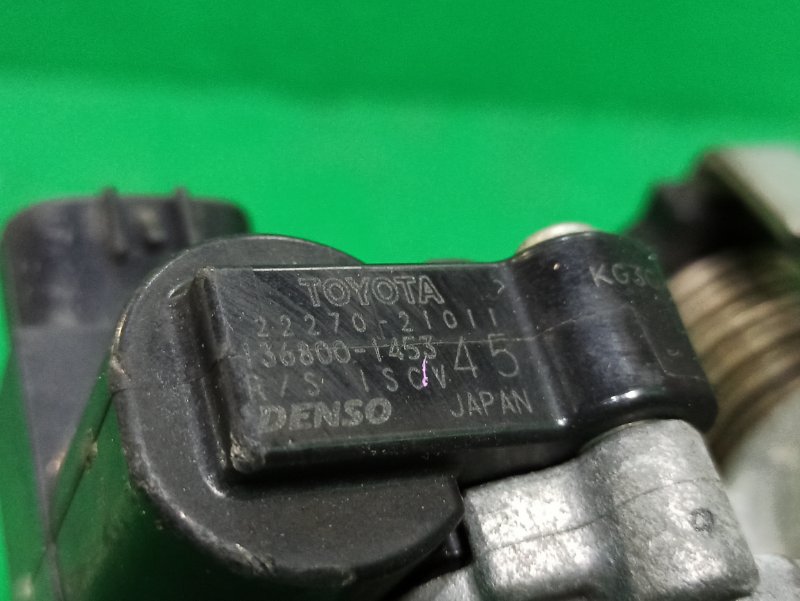 TOYOTA >
22270-21011
136800-1453 45
R/S ISCV
DENSO JAPAN